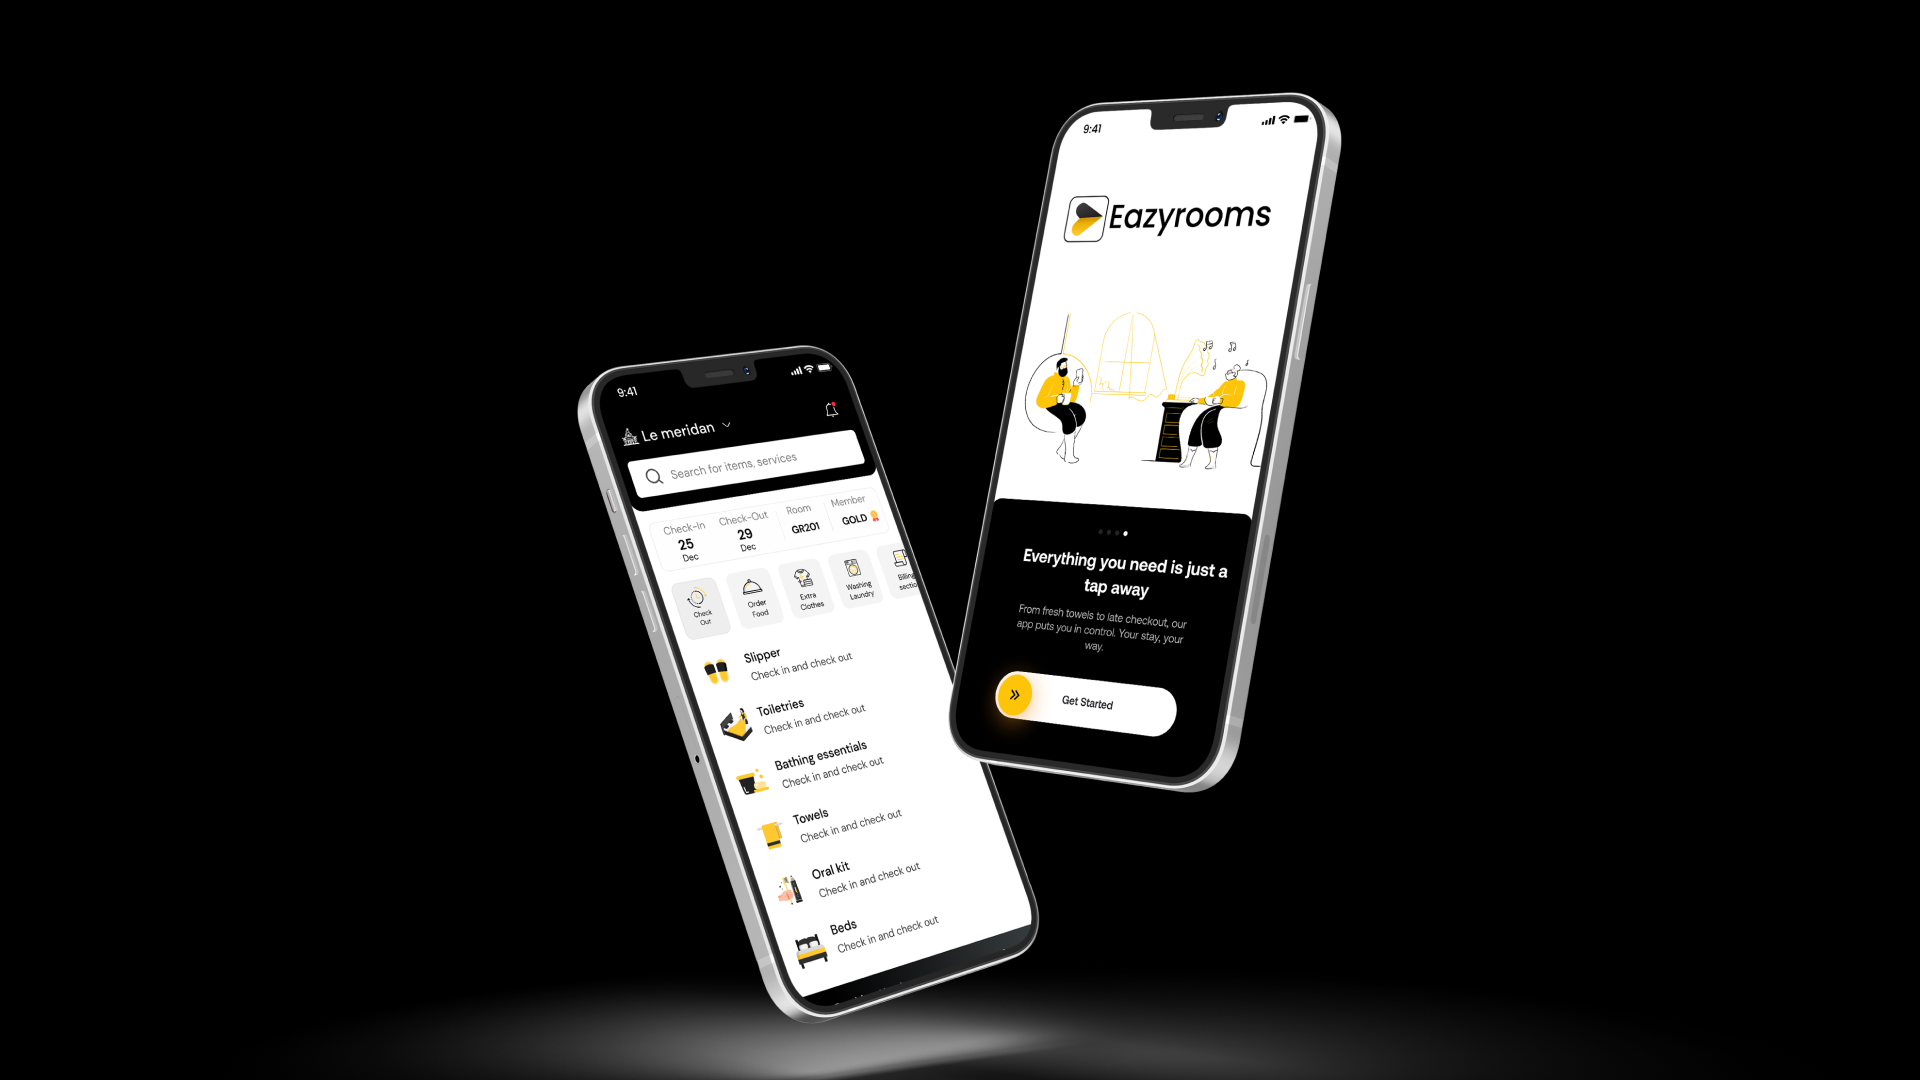 9:41
Le meridan
Search for items, services
Check-In
25
Dec
Check-Out
29
Dec
Room
GR201
Member
GOLD
Check
Out
Order
Food
Extra
Clothes
Washing
Laundry
Billing
Slipper
Check in and check out
Toiletries
Check in and check out
Bathing essentials
Check in and check out
Towels
Check in and check out
Oral kit
Check in and check out
Beds
Check in and check out
9:41
Eazyrooms
Everything you need is just a
tap away
From fresh towels to late checkout, our
app puts you in control. Your stay, your
way.
Get Started